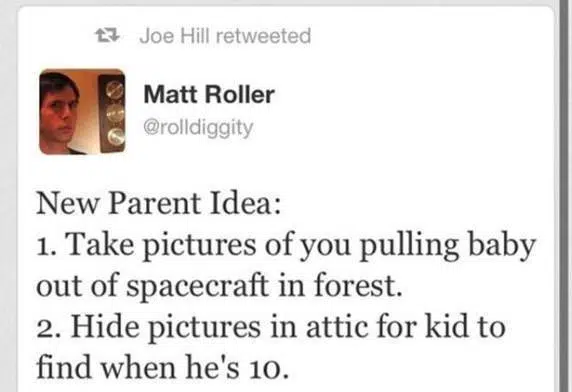 Joe Hill retweeted
Matt Roller
@rolldiggity
New Parent Idea:
1. Take pictures of you pulling baby
out of spacecraft in forest.
2. Hide pictures in attic for kid to
find when he's 10.